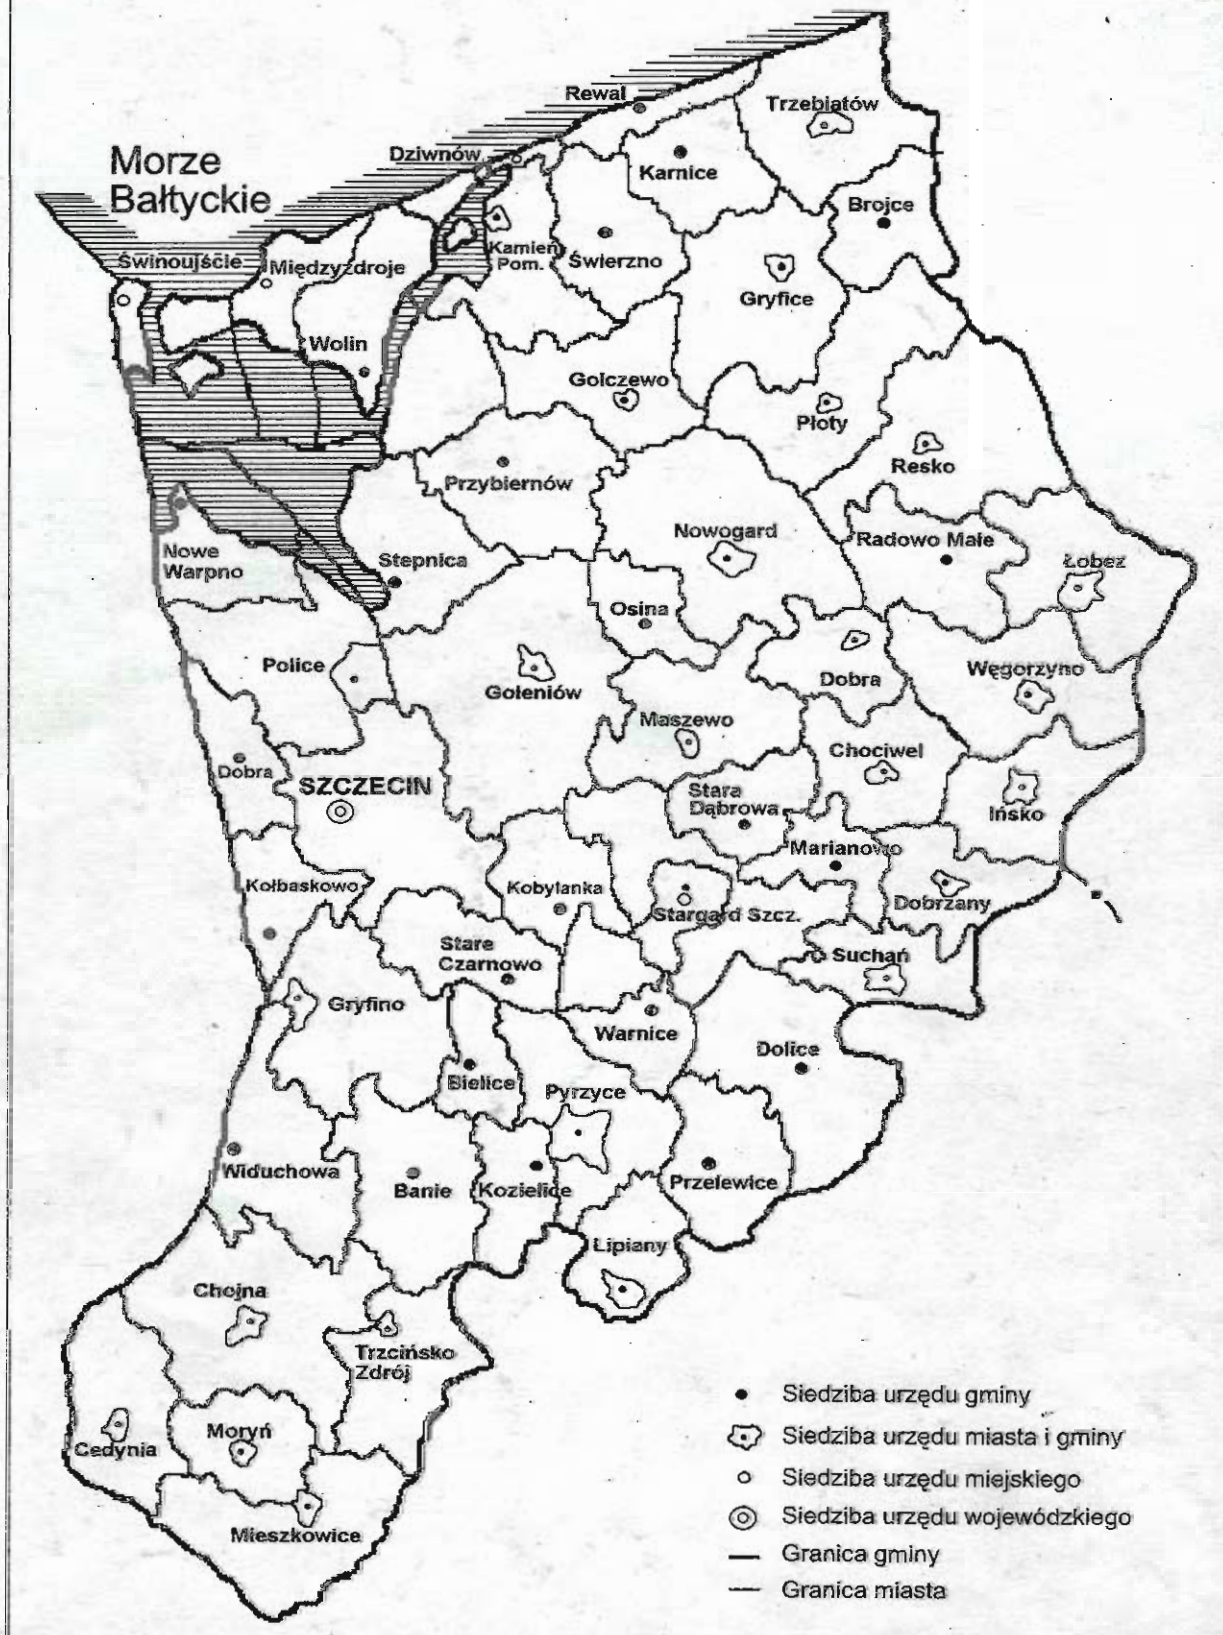 Rewal
Trzebiatów
Morze
Bałtyckie
Dziwnów
Karnice
Brojce
Świnoujście
Międzyzdroje
Kamień
Pom.
Świerzno
Gryfice
Wolin
Golczewo
Płoty
Resko
Przybiernów
Nowogard
Radowo Małe
Nowe
Warpno
Stepnica
Łobez
Osina
Police
Goleniów
Dobra
Węgorzyno
Maszewo
Chociwel
Dobra
SZCZECIN
Stara
Dąbrowa
Ińsko
Marianowo
Kołbaskowo
Kobylanka
Stargard Szcz.
Dobrzany
Stare
Czarnowo
Suchań
Gryfino
Warnice
Dolice
Bielice
Pyrzyce
Widuchowa
Banie
Kozielice
Przelewice
Lipiany
Chojna
Trzcińsko
Zdrój
Cedynia
Moryń
Mieszkowice
Siedziba urzędu gminy
Siedziba urzędu miasta i gminy
Siedziba urzędu miejskiego
Siedziba urzędu wojewódzkiego
Granica gminy
Granica miasta